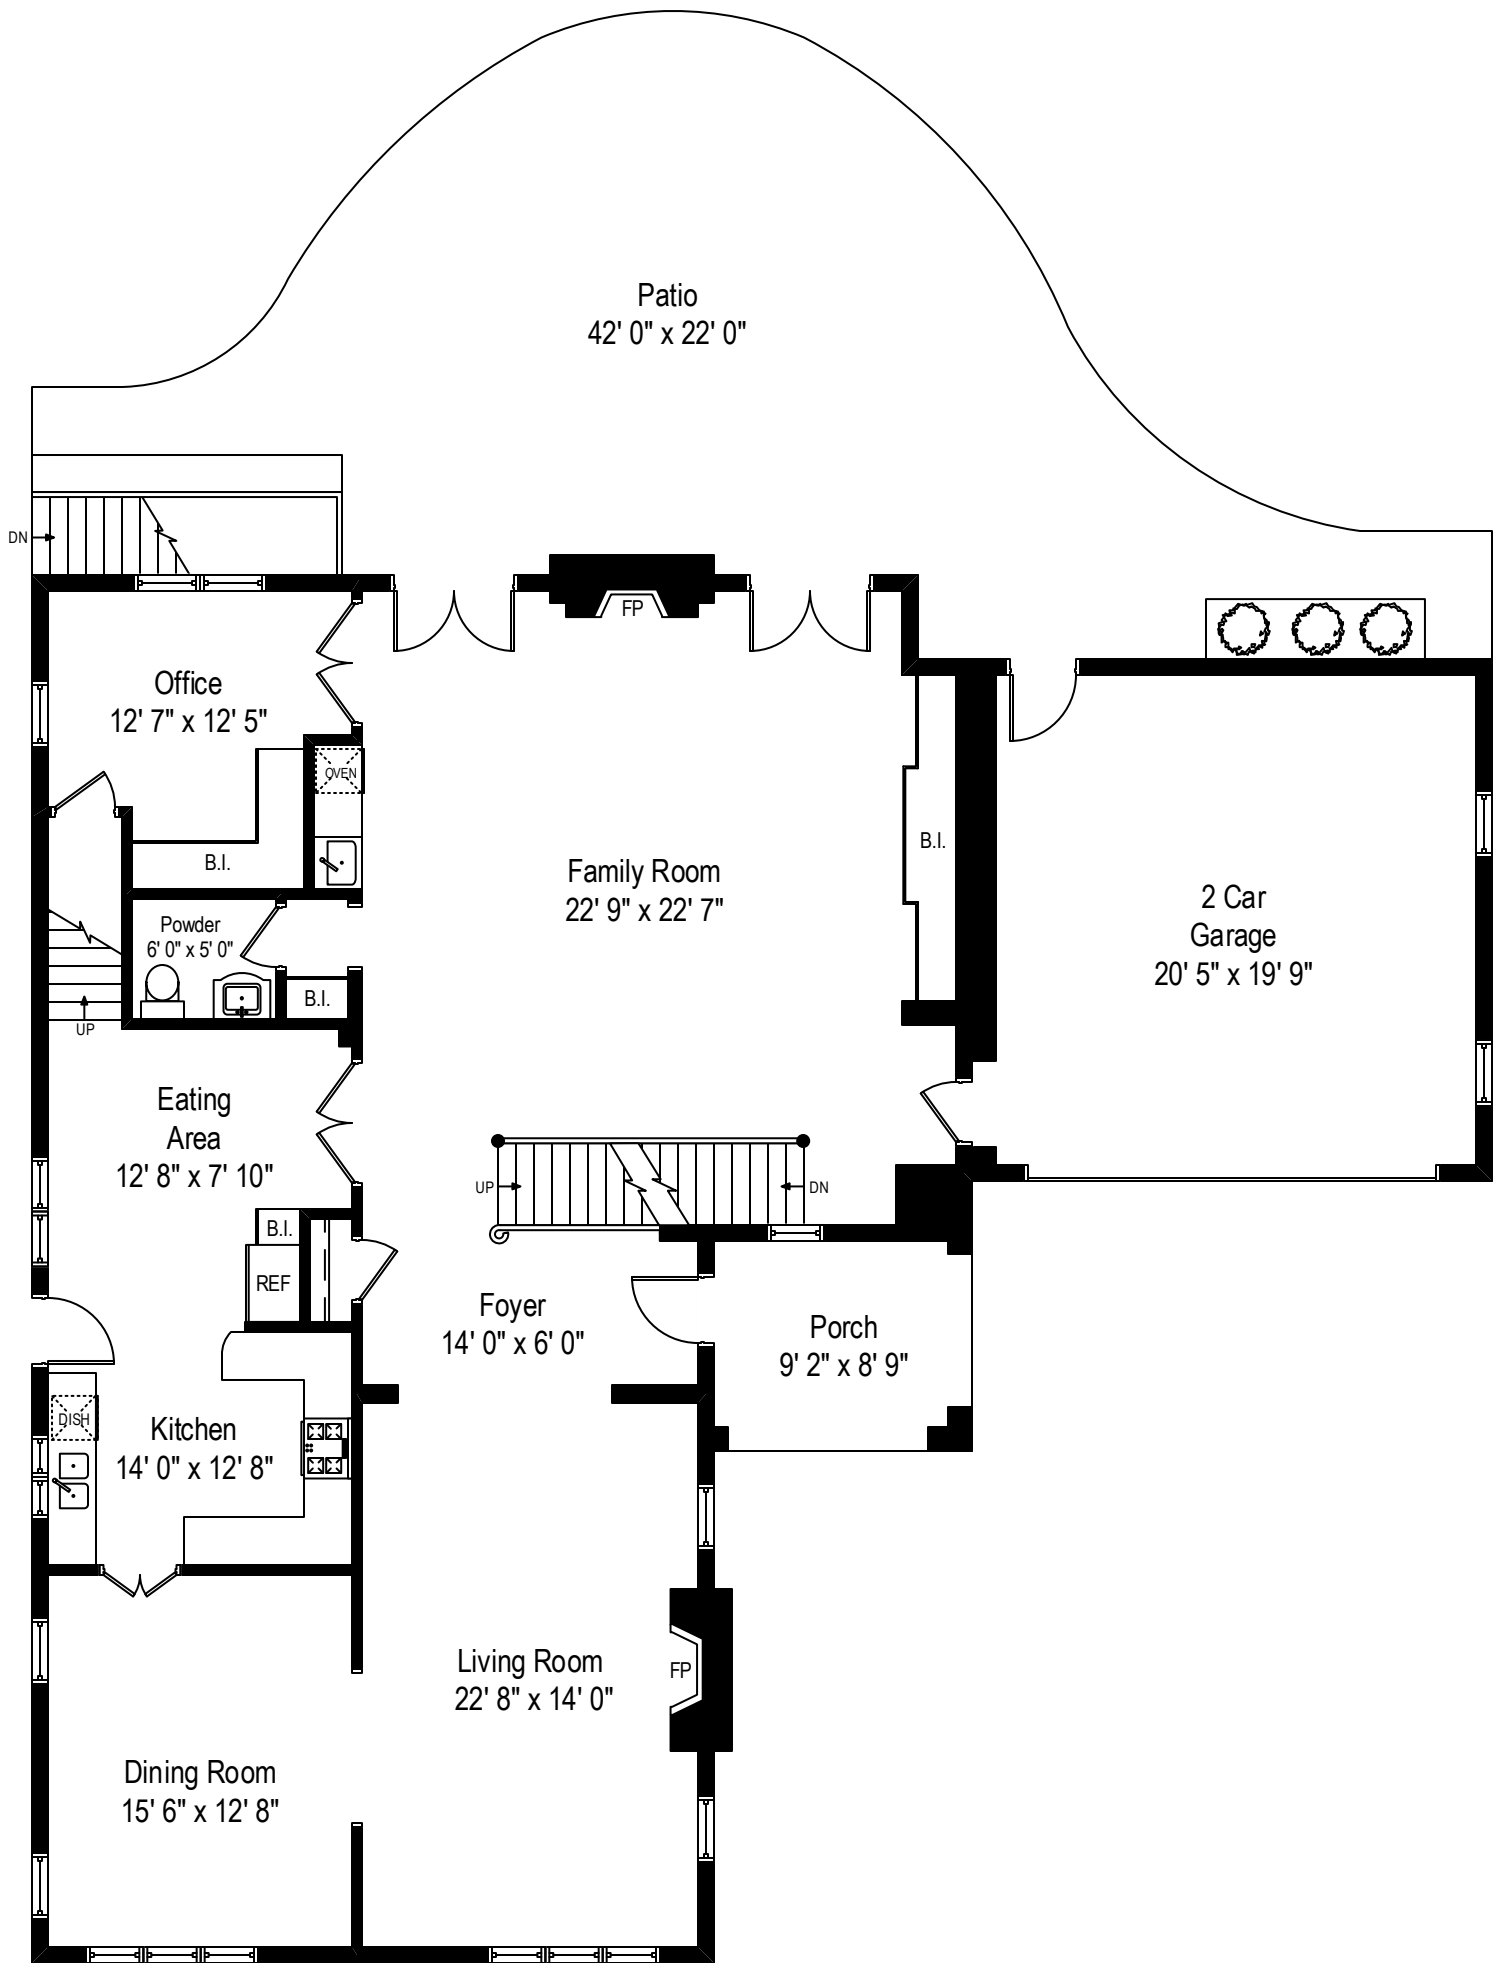 Patio
42' 0" x 22' 0"
DN
FP
Office
12' 7" x 12' 5"
OVEN
B.I.
B.I.
Family Room
22' 9" x 22' 7"
2 Car
Garage
20' 5" x 19' 9"
Powder
6' 0" x 5' 0"
B.I.
UP
Eating
Area
12' 8" x 7' 10"
UP
DN
B.I.
REF
Foyer
14' 0" x 6' 0"
Porch
9' 2" x 8' 9"
DISH
Kitchen
14' 0" x 12' 8"
Living Room
22' 8" x 14' 0"
FP
Dining Room
15' 6" x 12' 8"